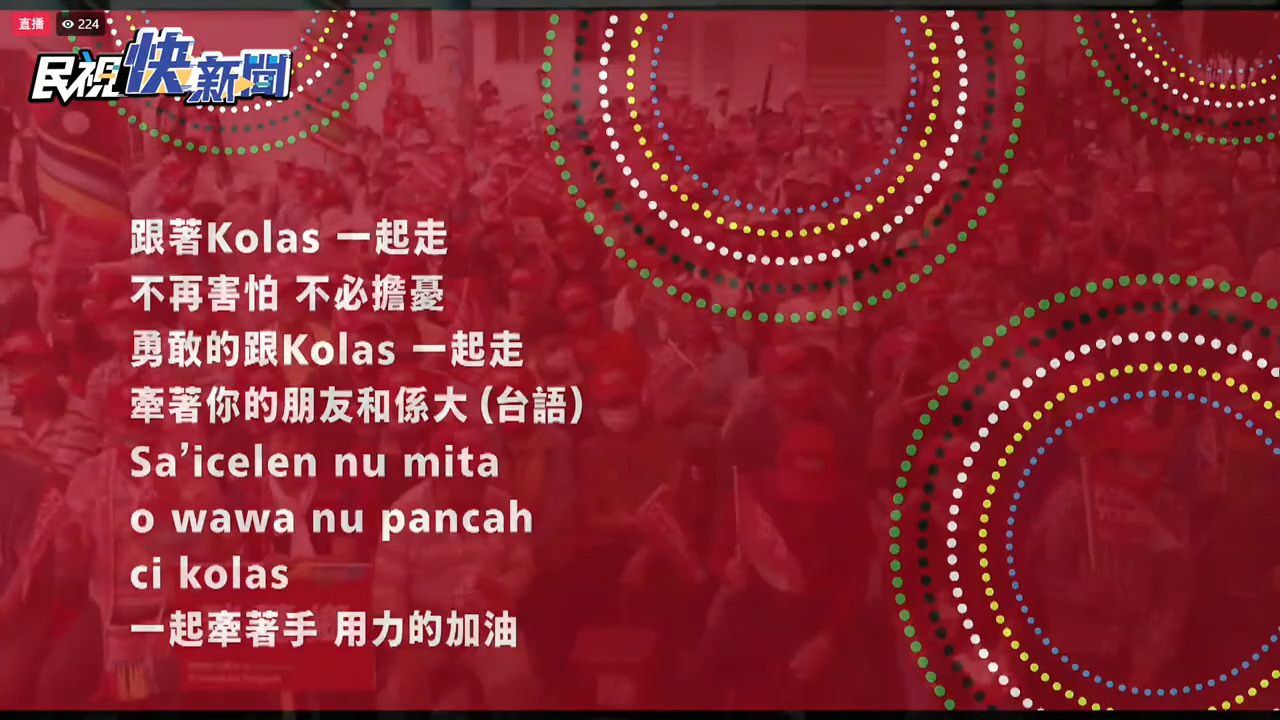 直播 224
民視快新聞
跟著Kolas 一起走
不再害怕 不必擔憂
勇敢的跟Kolas 一起走
牽著你的朋友和係大(台語)
Sa’icelen nu mita
o wawa nu pancah
ci kolas
一起牽著手 用力的加油